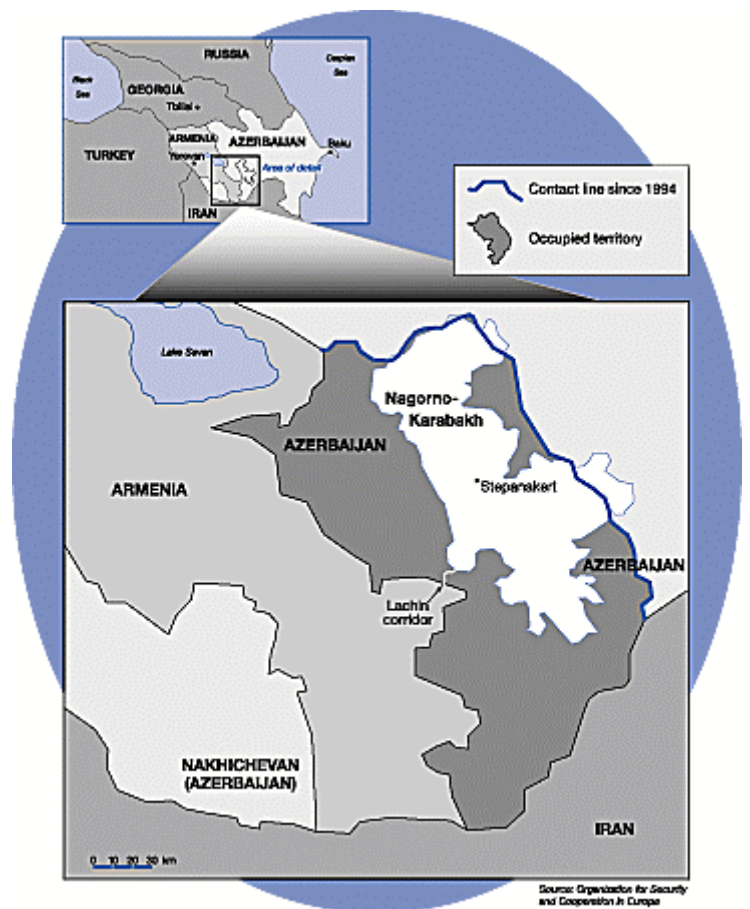 RUSSIA
Caspian
Sea
Black
Sea
GEORGIA
Tbilisi
ARMENIA
AZERBAIJAN
Yerevan
Baku
TURKEY
Area of detail
IRAN
Contact line since 1994
Occupied territory
Lake Sevan
Nagorno-
Karabakh
AZERBAIJAN
Stepanakert
ARMENIA
AZERBAIJAN
Lachin
corridor
NAKHICHEVAN
(AZERBAIJAN)
IRAN
0 10 20 30 km
Source: Organization for Security
and Cooperation in Europe